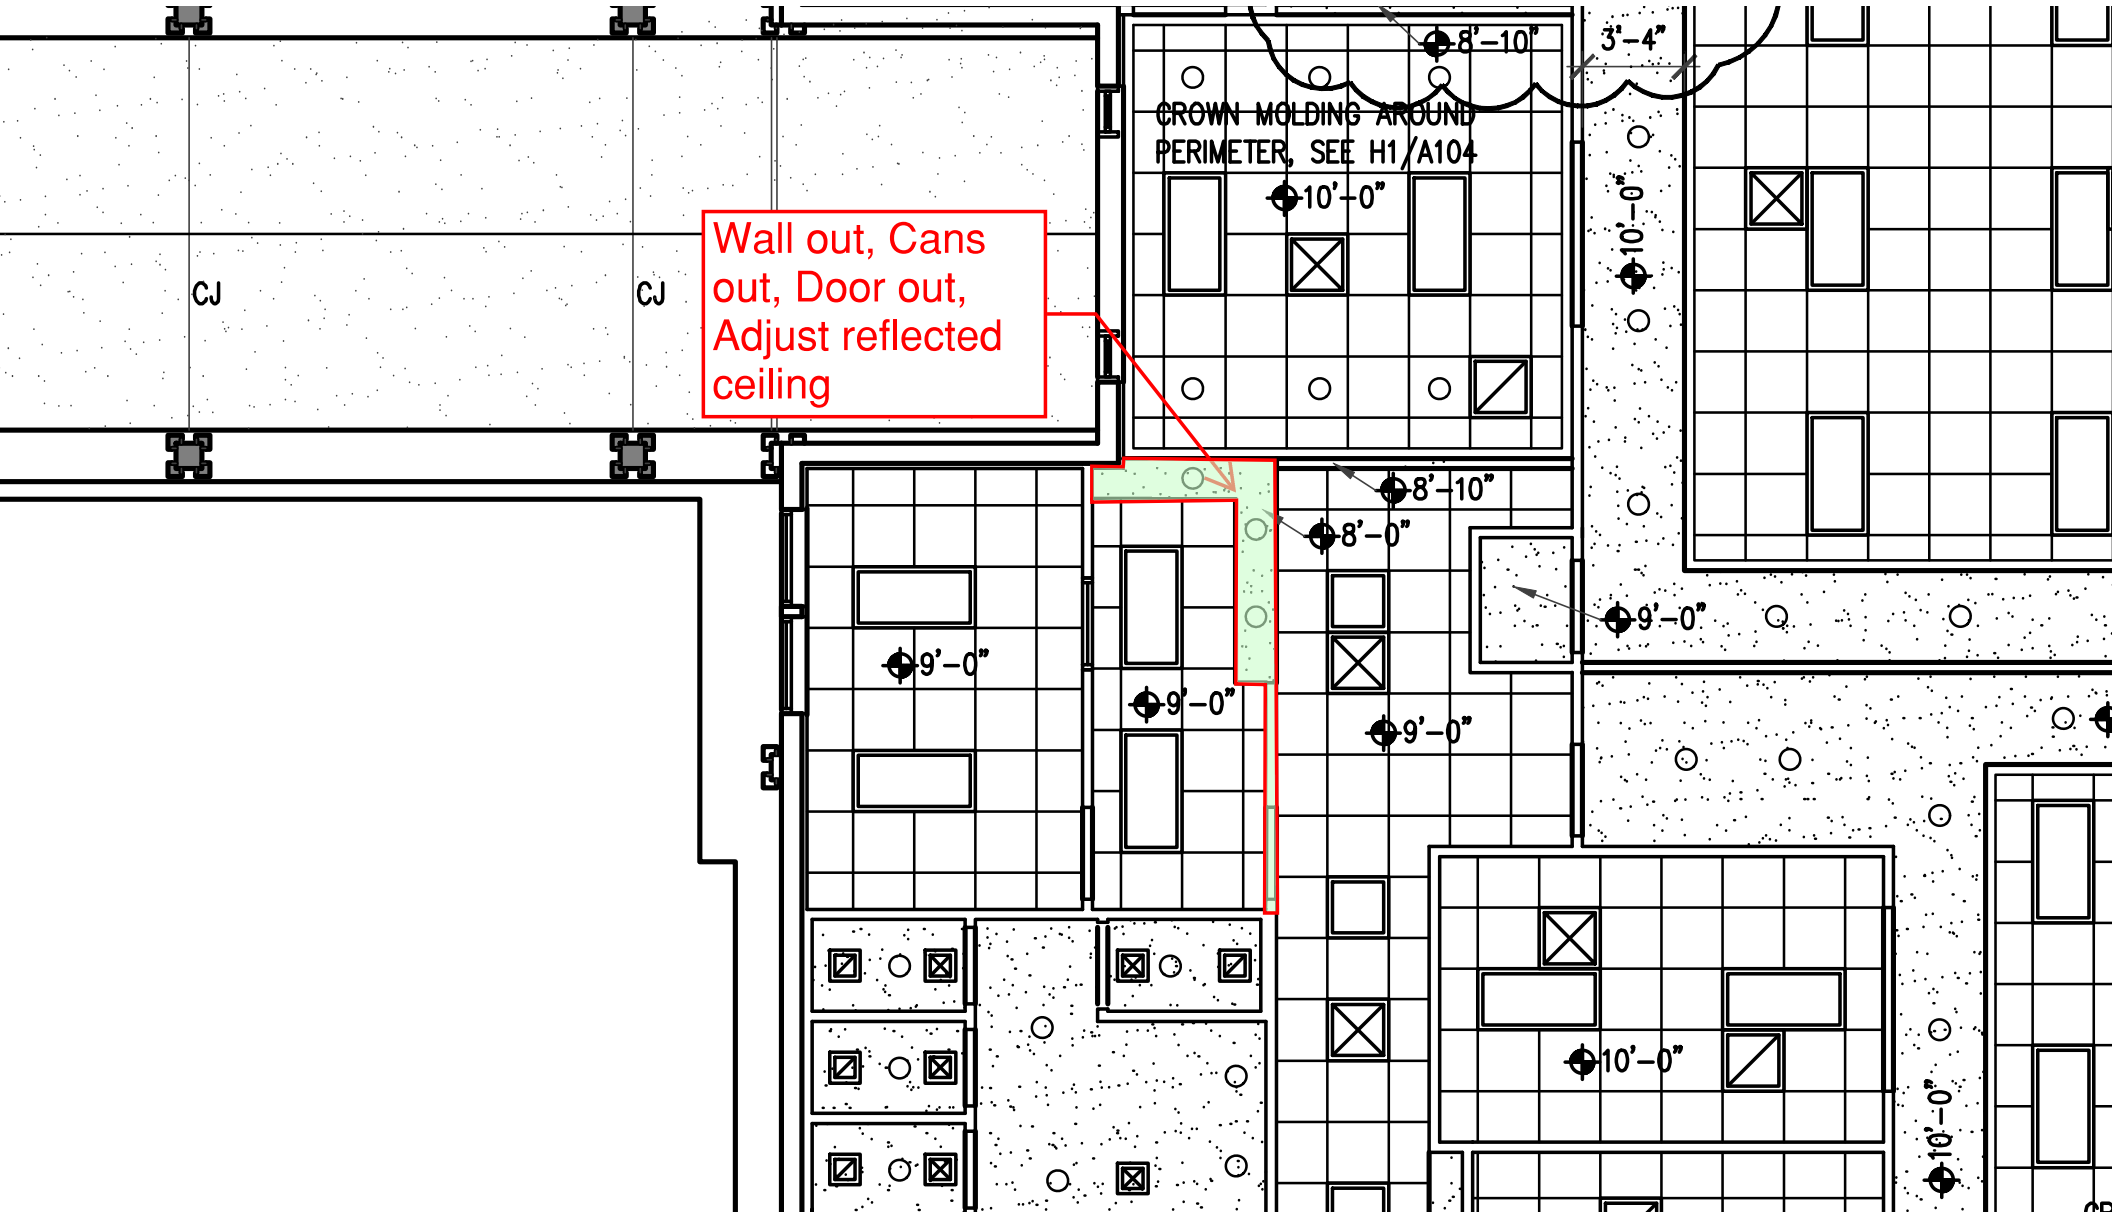 8'-10"
3'-4"
CROWN MOLDING AROUND
PERIMETER, SEE H1/A104
10'-0"
10'-0"
Wall out, Cans
out, Door out,
Adjust reflected
ceiling
CJ
CJ
8'-10"
8'-0"
9'-0"
9'-0"
9'-0"
9'-0"
10'-0"
10'-0"